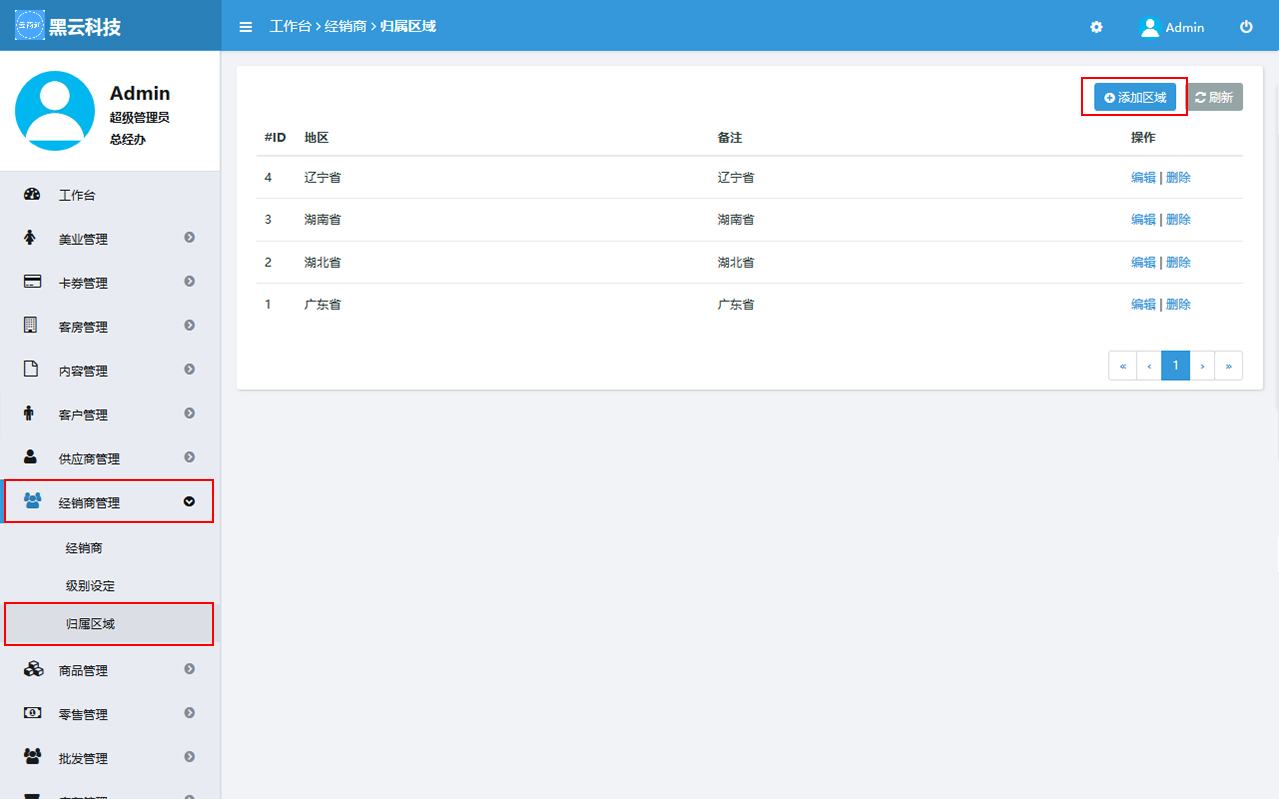 黑云科技
工作台 › 经销商 › 归属区域
Admin
Admin
超级管理员
总经办
工作台
美业管理
卡券管理
客房管理
内容管理
客户管理
供应商管理
经销商管理
经销商
级别设定
归属区域
商品管理
零售管理
批发管理
添加区域 刷新
#ID 地区 备注 操作
4 辽宁省 辽宁省 编辑 | 删除
3 湖南省 湖南省 编辑 | 删除
2 湖北省 湖北省 编辑 | 删除
1 广东省 广东省 编辑 | 删除
« ‹ 1 › »